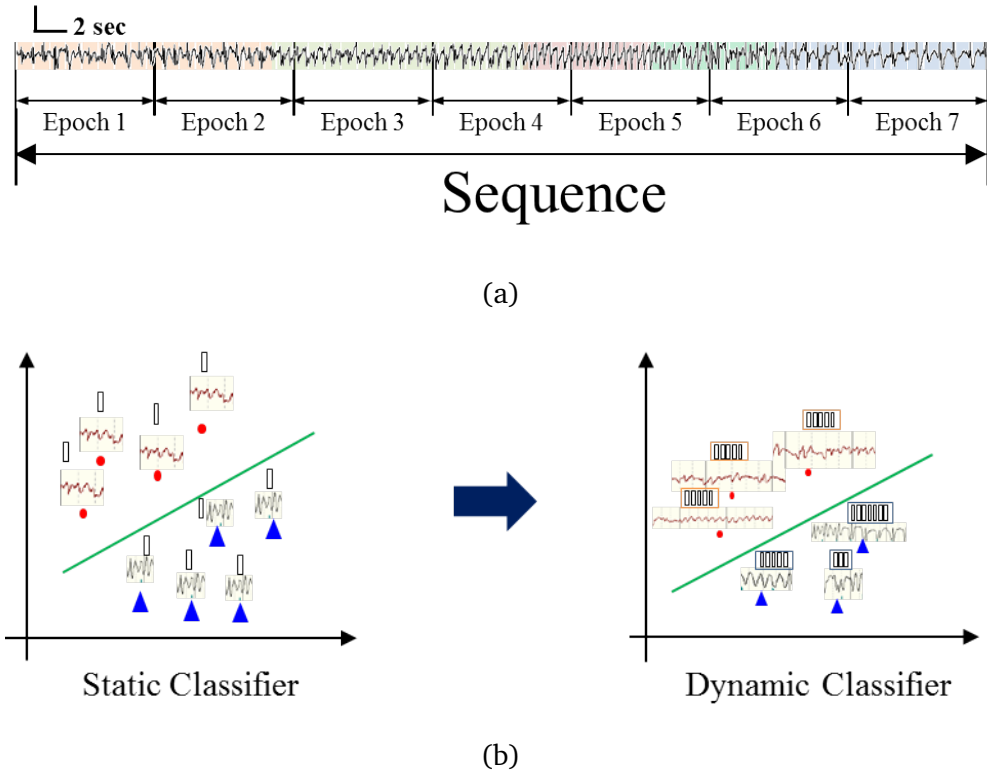 2 sec
Epoch 1 Epoch 2 Epoch 3 Epoch 4 Epoch 5 Epoch 6 Epoch 7
Sequence
(a)
Static Classifier Dynamic Classifier
(b)